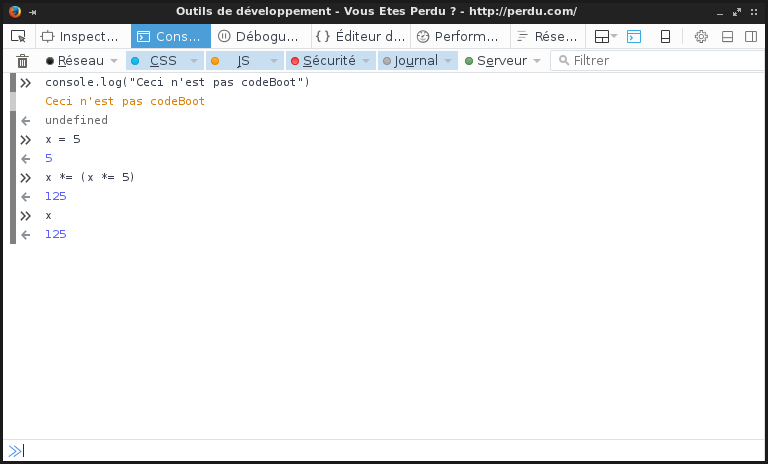 Outils de développement - Vous Etes Perdu ? - http://perdu.com/
Inspect... Cons... Débogu... { } Éditeur d... Perform... Rése...
Réseau CSS JS Sécurité Journal Serveur Filtrer
» console.log("Ceci n'est pas codeBoot")
Ceci n'est pas codeBoot
← undefined
» x = 5
← 5
» x *= (x *= 5)
← 125
» x
← 125
»